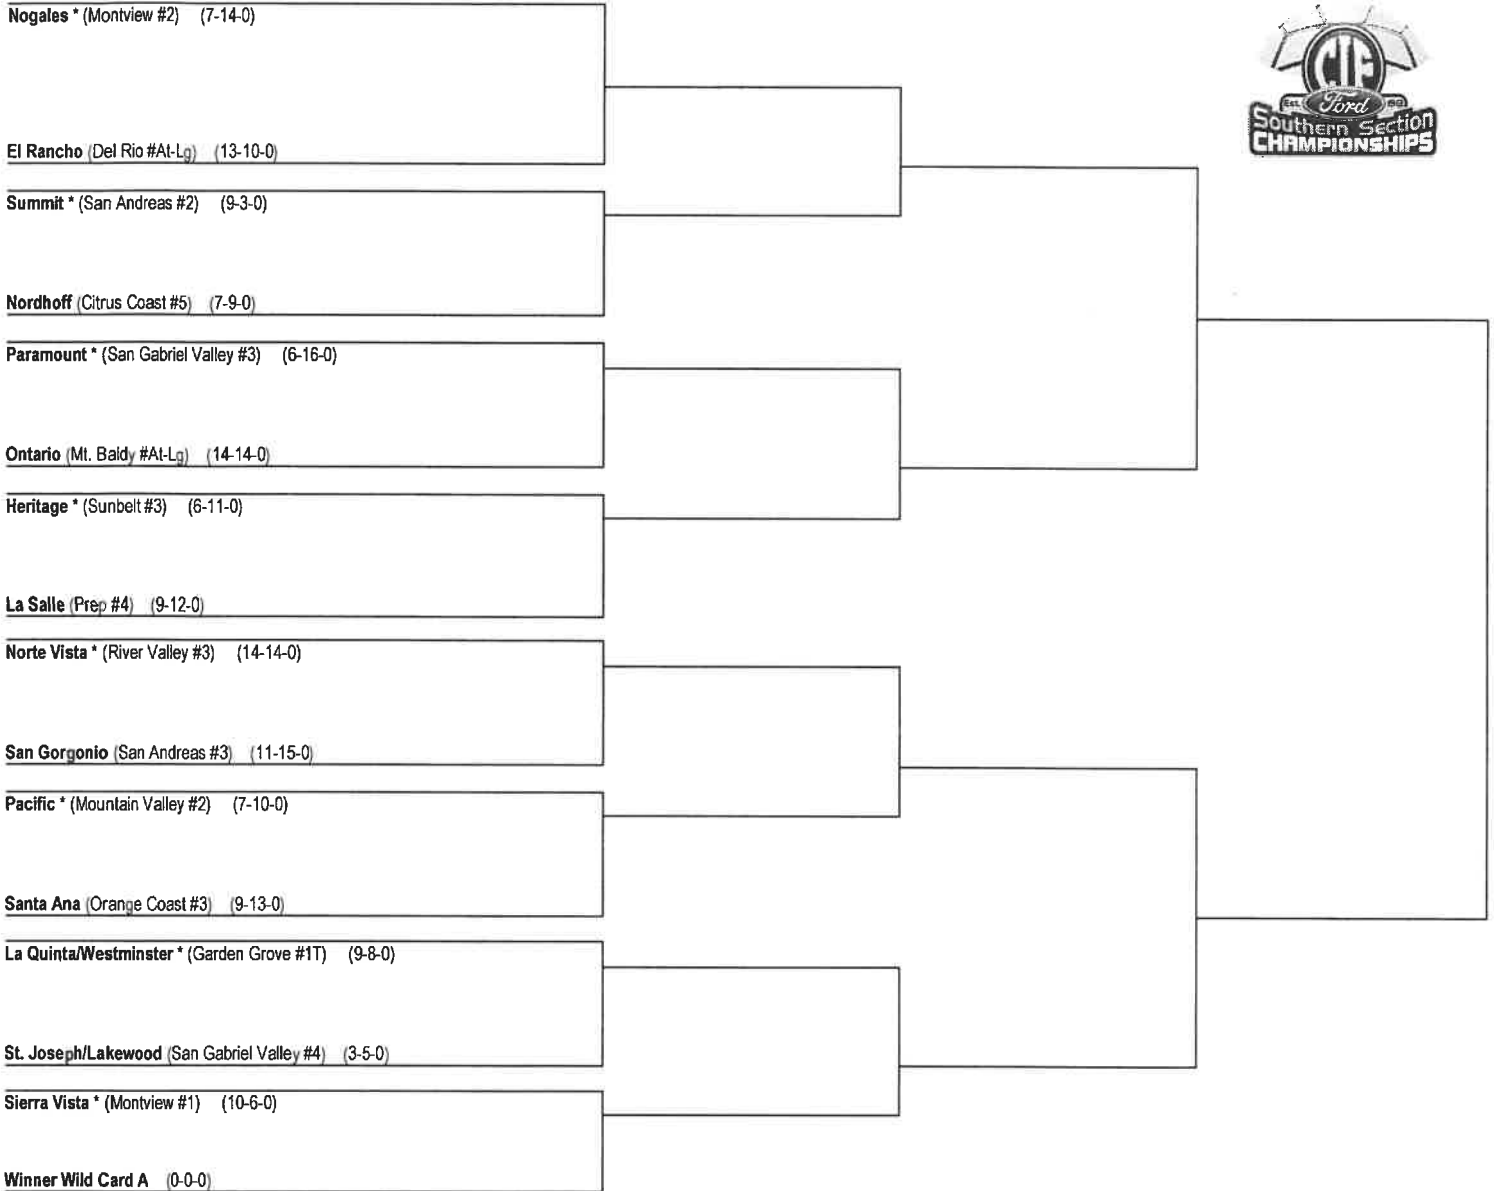 Nogales * (Montview #2) (7-14-0)
El Rancho (Del Rio #At-Lg) (13-10-0)
Summit * (San Andreas #2) (9-3-0)
Nordhoff (Citrus Coast #5) (7-9-0)
Paramount * (San Gabriel Valley #3) (6-16-0)
Ontario (Mt. Baldy #At-Lg) (14-14-0)
Heritage * (Sunbelt #3) (6-11-0)
La Salle (Prep #4) (9-12-0)
Norte Vista * (River Valley #3) (14-14-0)
San Gorgonio (San Andreas #3) (11-15-0)
Pacific * (Mountain Valley #2) (7-10-0)
Santa Ana (Orange Coast #3) (9-13-0)
La Quinta/Westminster * (Garden Grove #1T) (9-8-0)
St. Joseph/Lakewood (San Gabriel Valley #4) (3-5-0)
Sierra Vista * (Montview #1) (10-6-0)
Winner Wild Card A (0-0-0)
CIF
Est.
Ford
Southern Section
CHAMPIONSHIPS